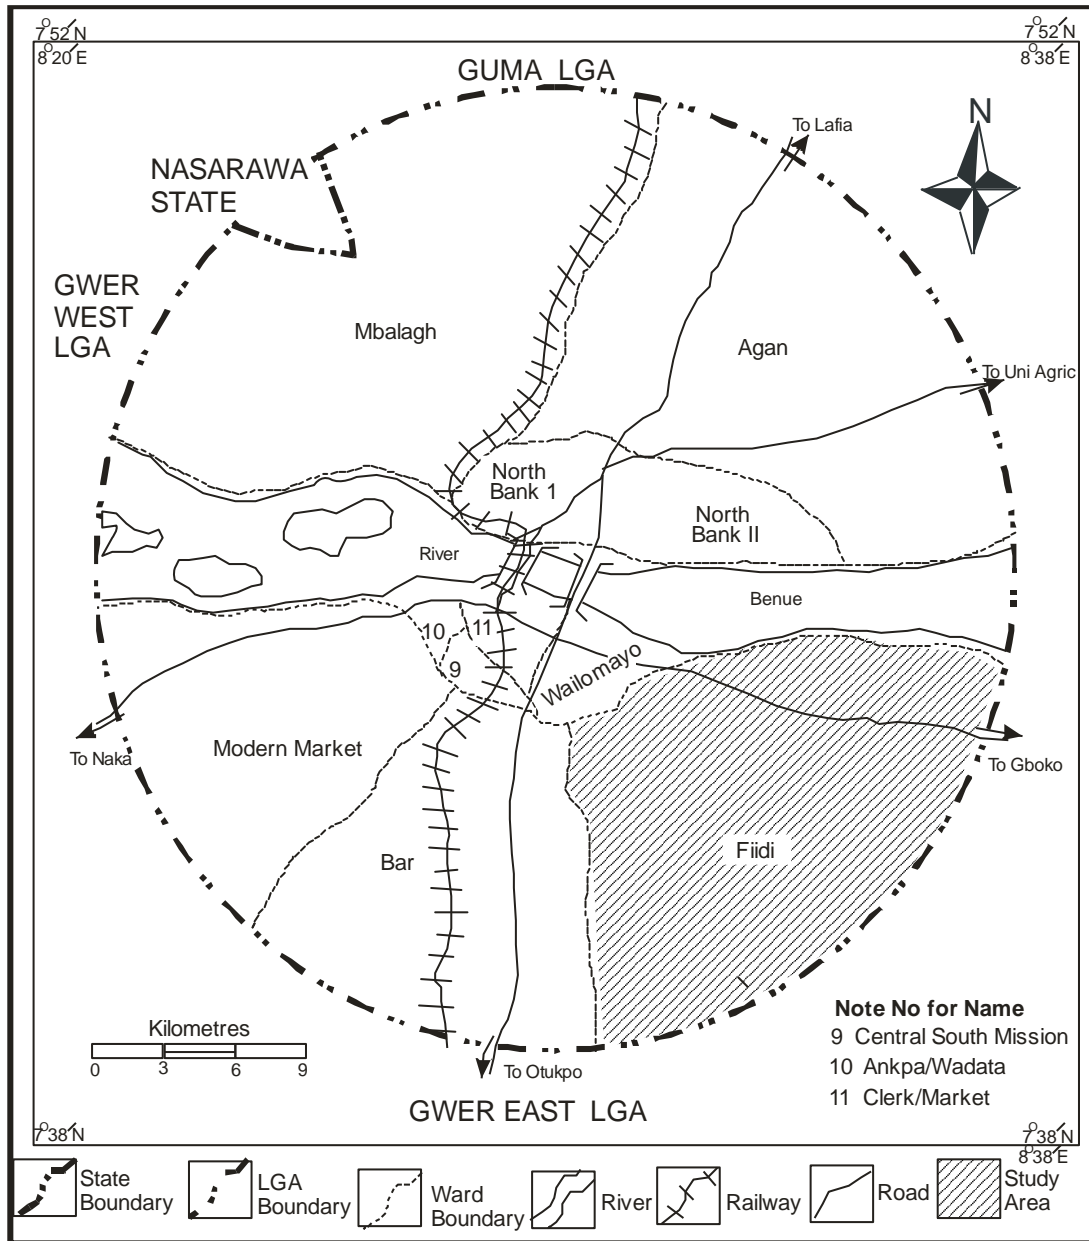 7°52′N
7°52′N
8°20′E
8°38′E
GUMA LGA
N
To Lafia
NASARAWA
STATE
GWER
WEST
LGA
Mbalagh
Agan
To Uni Agric
North
Bank 1
North
Bank II
River
Benue
10
11
9
Wailomayo
Modern Market
To Naka
To Gboko
Fiidi
Bar
Note No for Name
9 Central South Mission
10 Ankpa/Wadata
11 Clerk/Market
Kilometres
0 3 6 9
To Otukpo
GWER EAST LGA
7°38′N
7°38′N
8°38′E
State
Boundary
LGA
Boundary
Ward
Boundary
River
Railway
Road
Study
Area